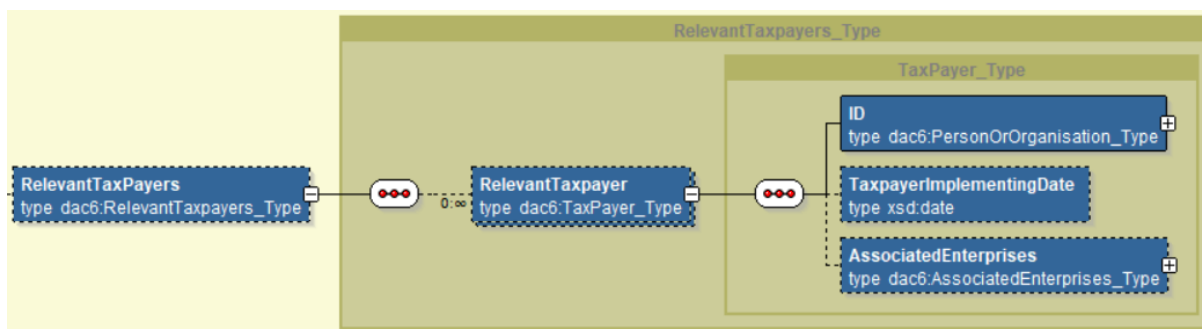 RelevantTaxpayers_Type
TaxPayer_Type
ID
type dac6:PersonOrOrganisation_Type
RelevantTaxPayers
type dac6:RelevantTaxpayers_Type
0:∞
RelevantTaxpayer
type dac6:TaxPayer_Type
TaxpayerImplementingDate
type xsd:date
AssociatedEnterprises
type dac6:AssociatedEnterprises_Type